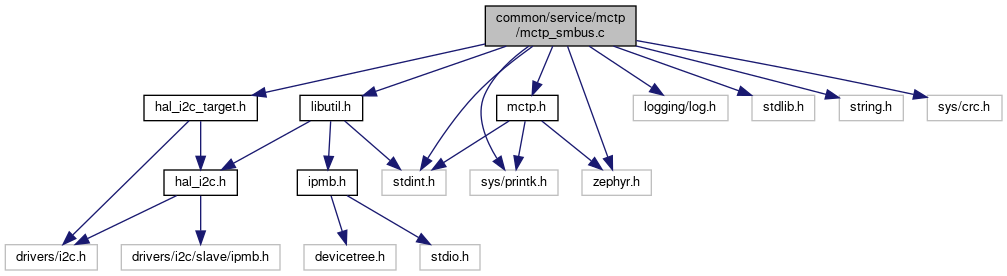 common/service/mctp
/mctp_smbus.c
hal_i2c_target.h
libutil.h
mctp.h
logging/log.h
stdlib.h
string.h
sys/crc.h
hal_i2c.h
ipmb.h
stdint.h
sys/printk.h
zephyr.h
drivers/i2c.h
drivers/i2c/slave/ipmb.h
devicetree.h
stdio.h